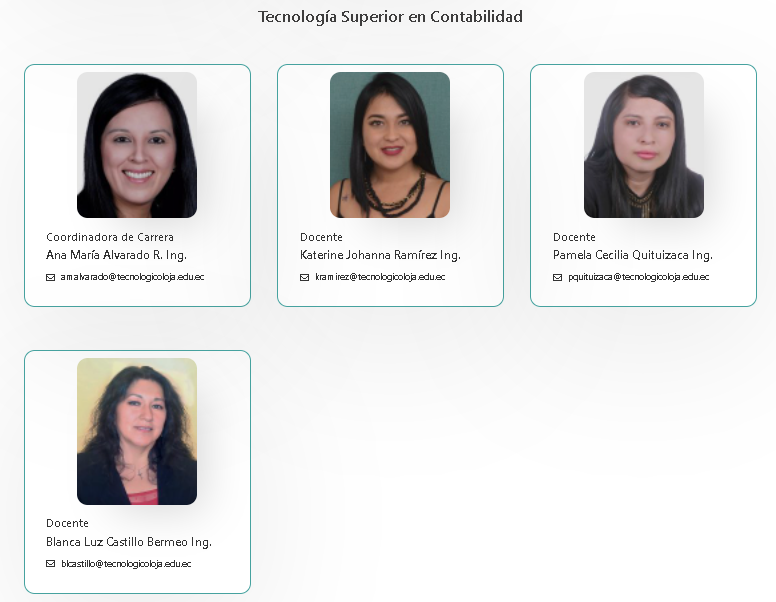 Tecnología Superior en Contabilidad
Coordinadora de Carrera
Ana María Alvarado R. Ing.
amalvarado@tecnologicoloja.edu.ec
Docente
Katerine Johanna Ramírez Ing.
kramirez@tecnologicoloja.edu.ec
Docente
Pamela Cecilia Quituizaca Ing.
pquituizaca@tecnologicoloja.edu.ec
Docente
Blanca Luz Castillo Bermeo Ing.
blcastillo@tecnologicoloja.edu.ec